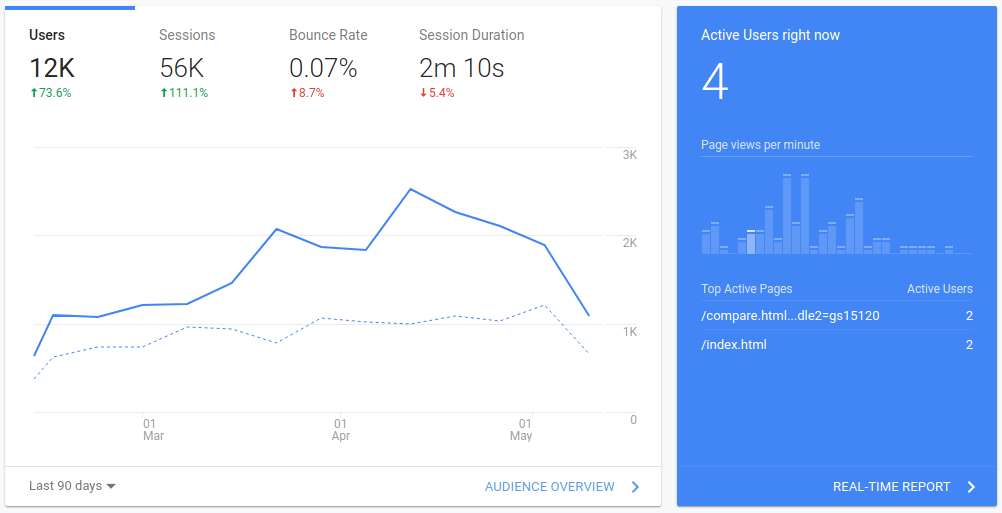 Users Sessions Bounce Rate Session Duration
12K 56K 0.07% 2m 10s
↑73.6% ↑111.1% ↑8.7% ↓5.4%
3K
2K
1K
0
01 01 01
Mar Apr May
Last 90 days AUDIENCE OVERVIEW
Active Users right now
4
Page views per minute
Top Active Pages Active Users
/compare.html...dle2=gs15120 2
/index.html 2
REAL-TIME REPORT